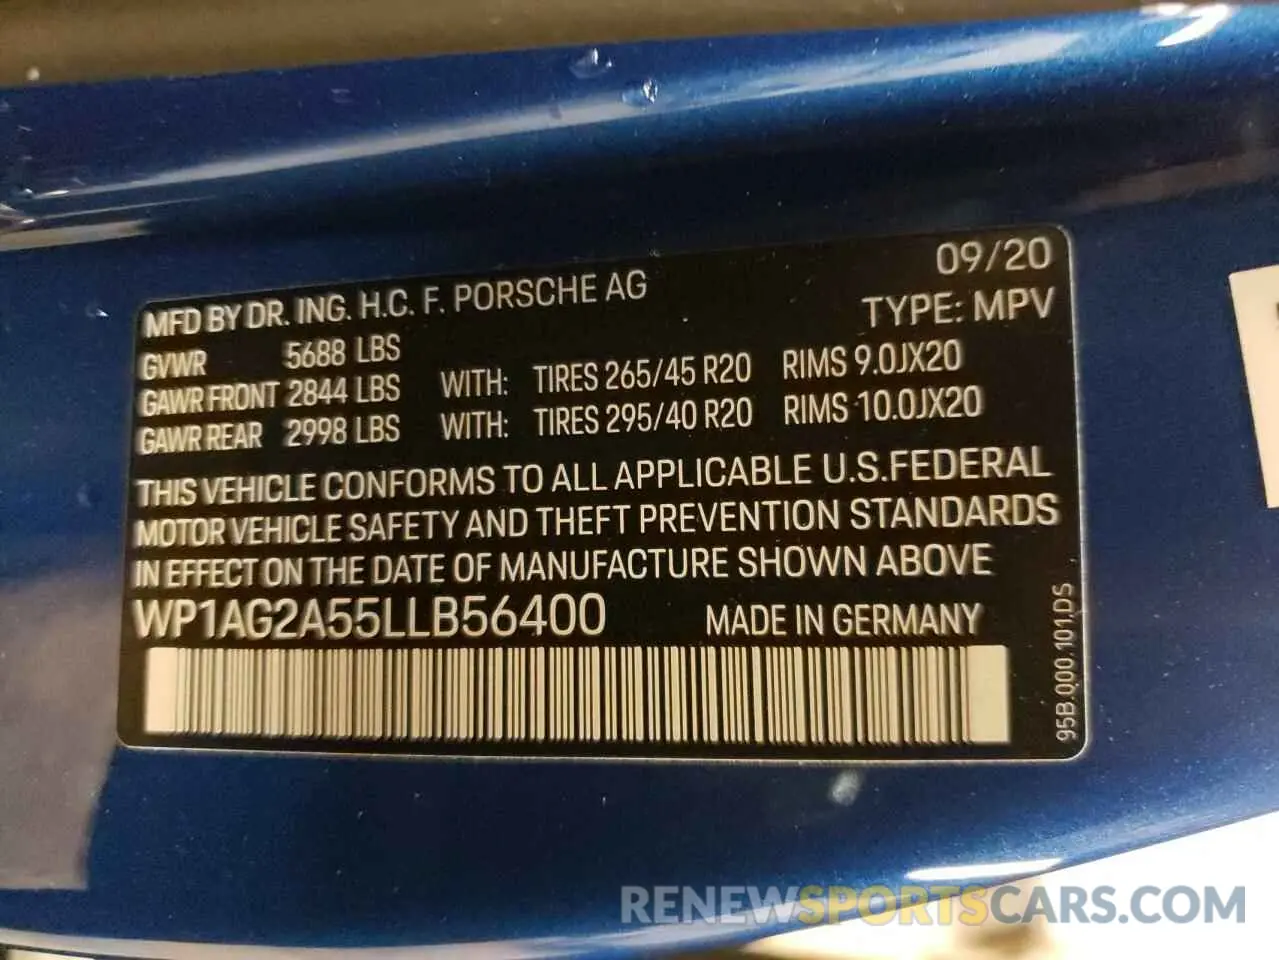 09/20
MFD BY DR. ING. H.C. F. PORSCHE AG
TYPE: MPV
GVWR 5688 LBS
GAWR FRONT 2844 LBS WITH: TIRES 265/45 R20 RIMS 9.0JX20
GAWR REAR 2998 LBS WITH: TIRES 295/40 R20 RIMS 10.0JX20
THIS VEHICLE CONFORMS TO ALL APPLICABLE U.S.FEDERAL
MOTOR VEHICLE SAFETY AND THEFT PREVENTION STANDARDS
IN EFFECT ON THE DATE OF MANUFACTURE SHOWN ABOVE
WP1AG2A55LLB56400 MADE IN GERMANY
95B.000.101.DS
RENEWSPORTSCARS.COM